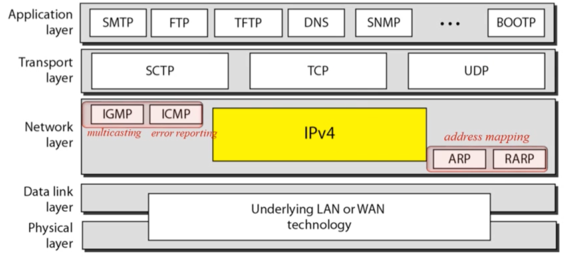 Application
layer
SMTP FTP TFTP DNS SNMP ••• BOOTP
Transport
layer
SCTP TCP UDP
Network
layer
IGMP ICMP
multicasting error reporting
IPv4
address mapping
ARP RARP
Data link
layer
Physical
layer
Underlying LAN or WAN
technology